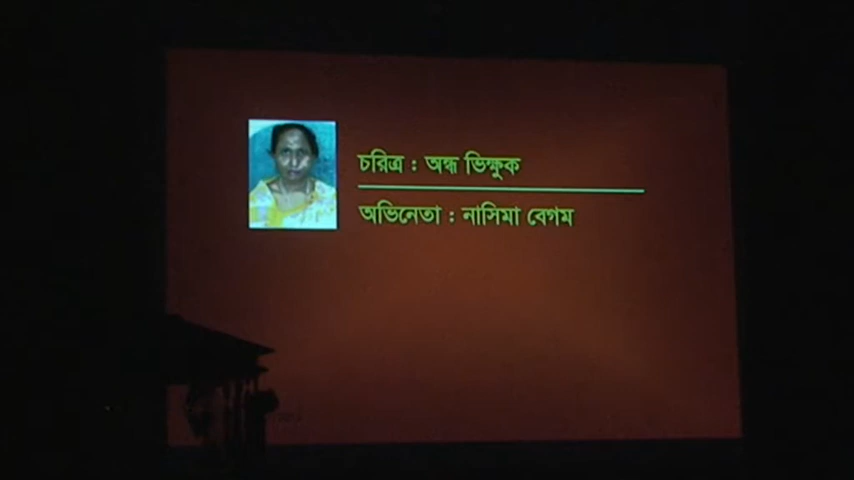 চরিত্র : অন্ধ ভিক্ষুক
অভিনেতা : নাসিমা বেগম